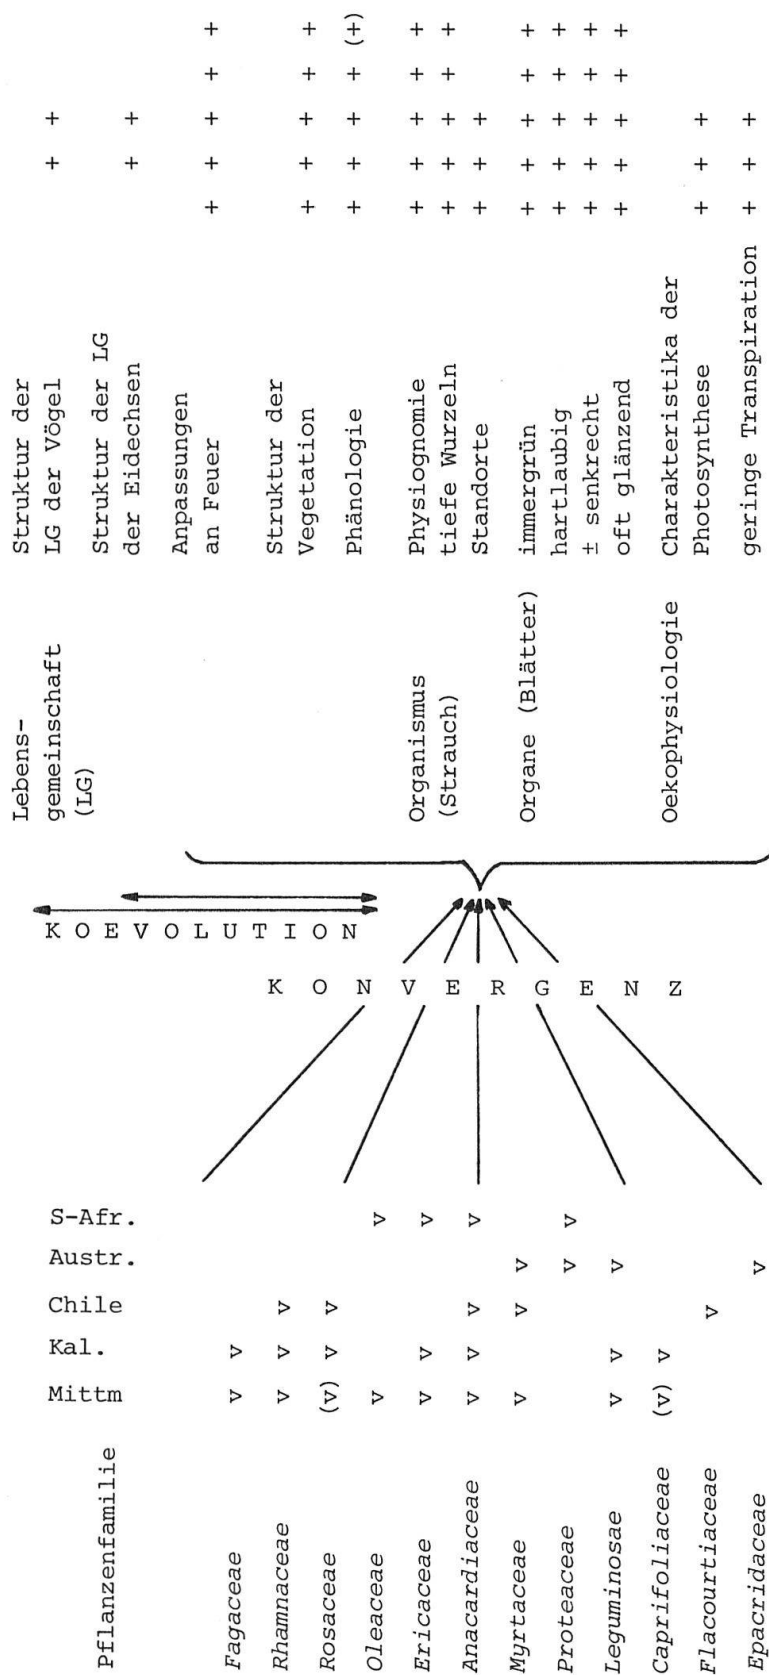 Pflanzenfamilie Mittm Kal. Chile Austr. S-Afr.
Fagaceae v v
Rhamnaceae v v v
Rosaceae (v) v v
Oleaceae v v
Ericaceae v v v
Anacardiaceae v v v v
Myrtaceae v v v
Proteaceae v v
Leguminosae v v v
Caprifoliaceae (v) v
Flacourtiaceae v
Epacridaceae v
KONVERGENZ
KOEVOLUTION
Lebens-
gemeinschaft
(LG)
Struktur der
LG der Vögel + +
Struktur der LG
der Eidechsen + +
Anpassungen
an Feuer + + + + +
Struktur der
Vegetation + + + + +
Phänologie + + + + (+)
Organismus
(Strauch)
Physiognomie + + + + +
tiefe Wurzeln + + + + +
Standorte + + +
Organe (Blätter)
immergrün + + + + +
hartlaubig + + + + +
± senkrecht + + + + +
oft glänzend + + + + +
Oekophysiologie
Charakteristika der
Photosynthese + + +
geringe Transpiration + + +